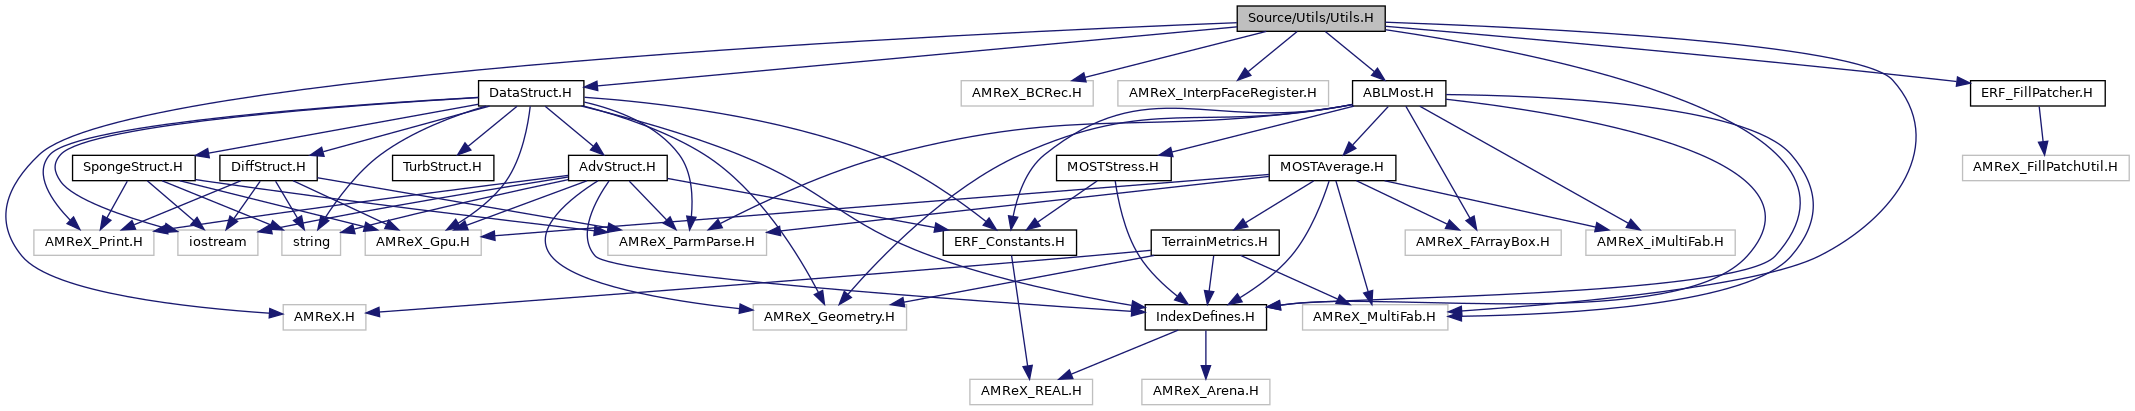 Source/Utils/Utils.H
DataStruct.H
AMReX_BCRec.H
AMReX_InterpFaceRegister.H
ABLMost.H
ERF_FillPatcher.H
SpongeStruct.H
DiffStruct.H
TurbStruct.H
AdvStruct.H
MOSTStress.H
MOSTAverage.H
AMReX_FillPatchUtil.H
AMReX_Print.H
iostream
string
AMReX_Gpu.H
AMReX_ParmParse.H
ERF_Constants.H
TerrainMetrics.H
AMReX_FArrayBox.H
AMReX_iMultiFab.H
AMReX.H
AMReX_Geometry.H
IndexDefines.H
AMReX_MultiFab.H
AMReX_REAL.H
AMReX_Arena.H